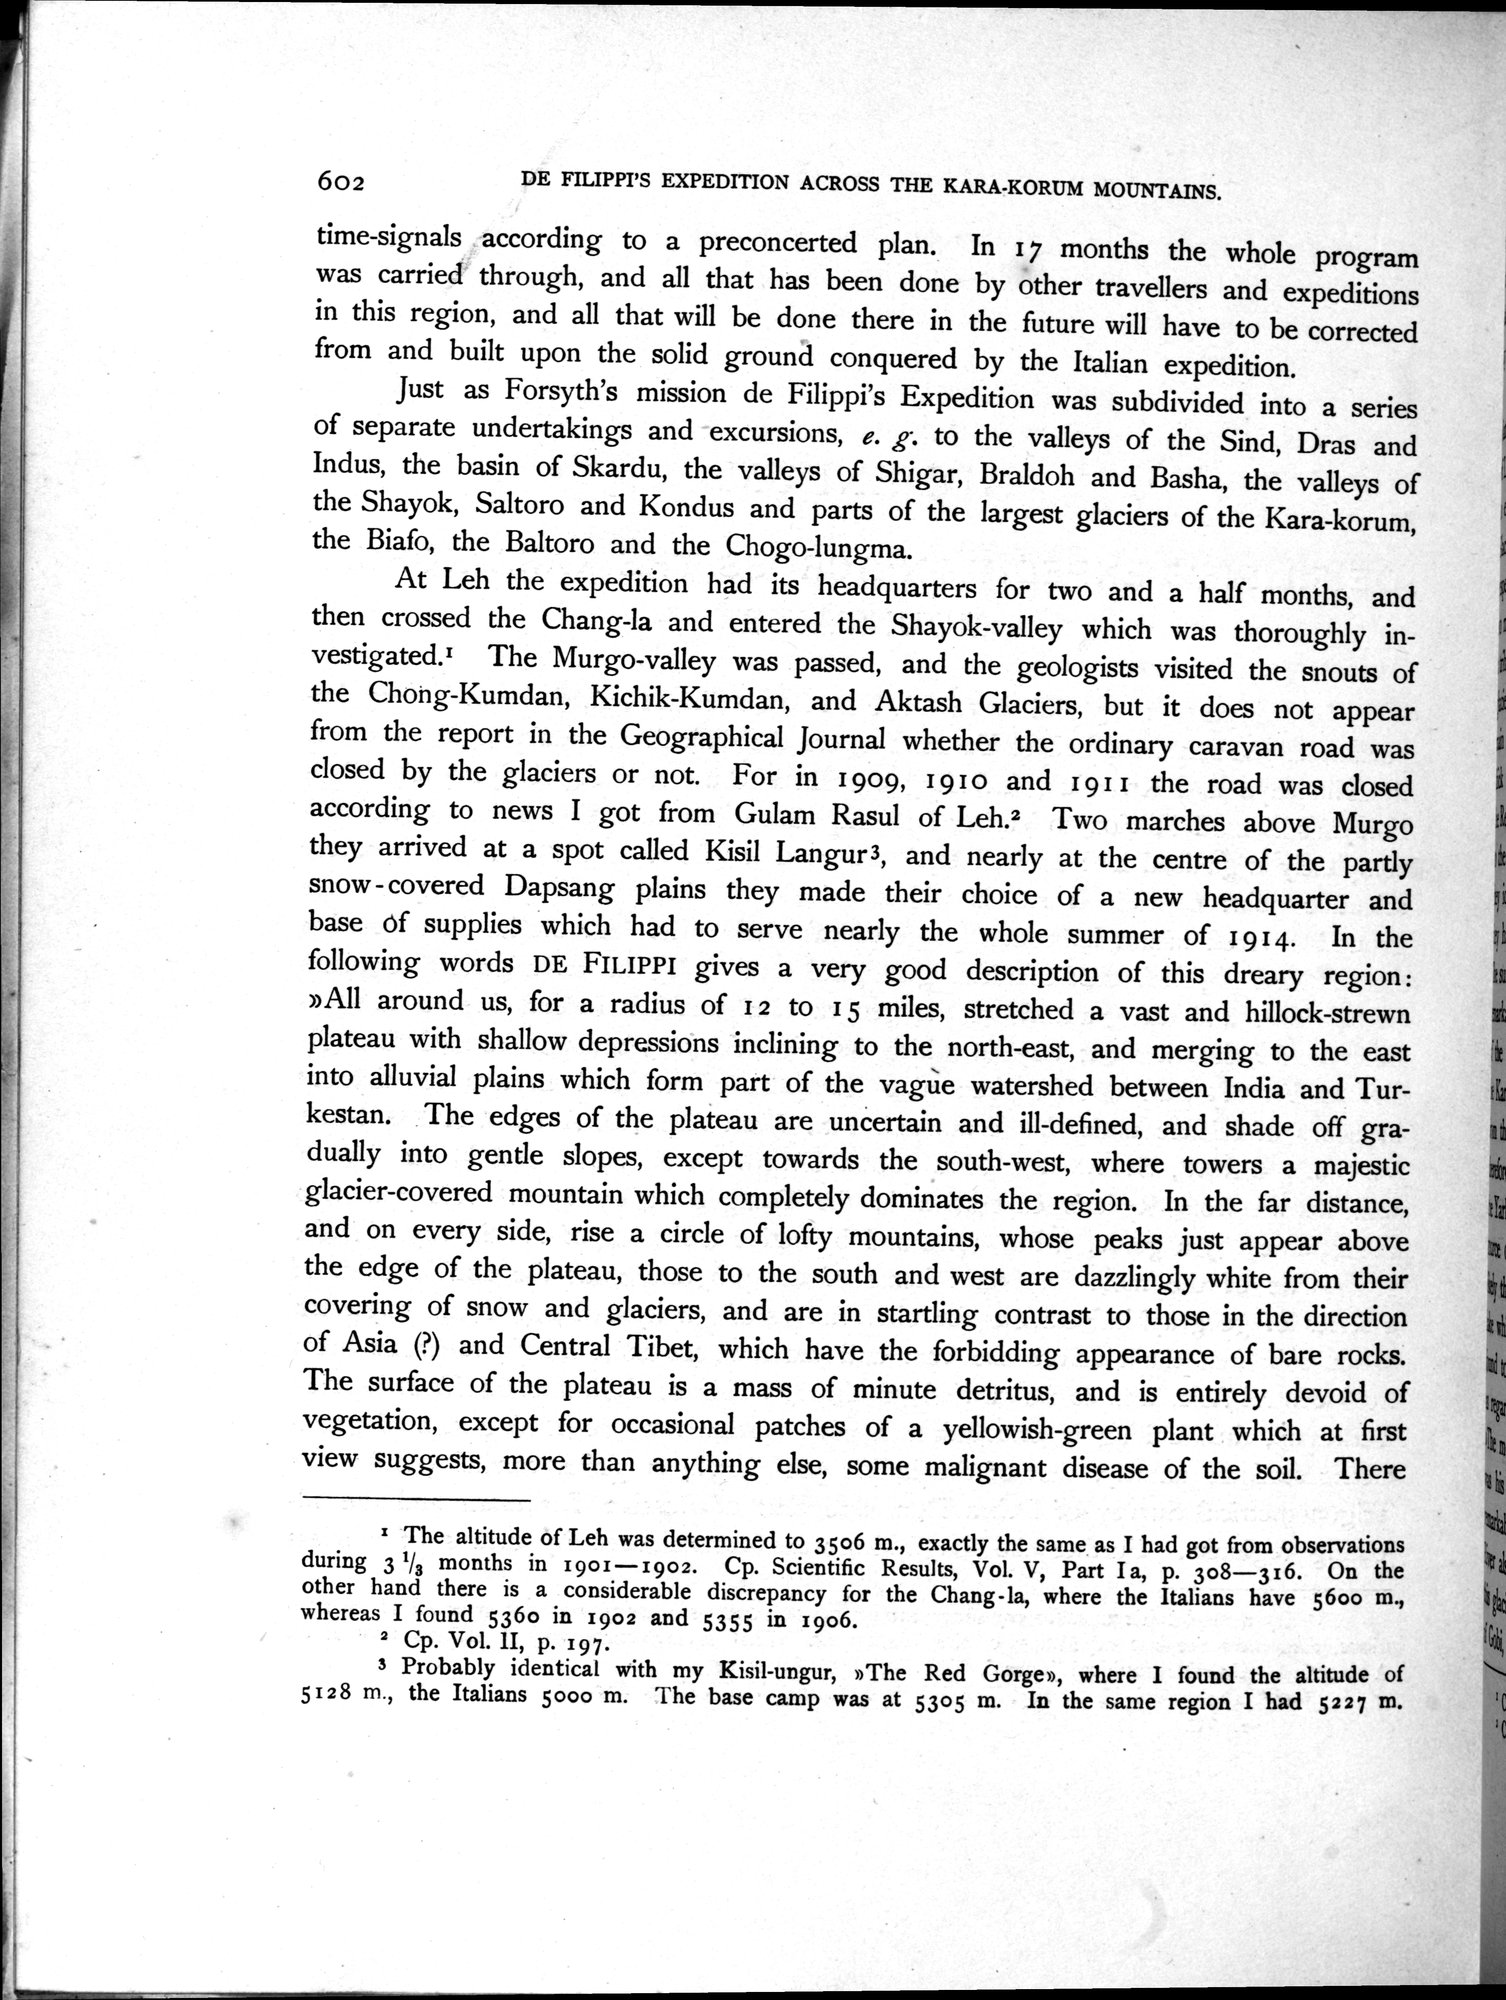 602 DE FILIPPI'S EXPEDITION ACROSS THE KARA-KORUM MOUNTAINS.
time-signals according to a preconcerted plan. In 17 months the whole program
was carried through, and all that has been done by other travellers and expeditions
in this region, and all that will be done there in the future will have to be corrected
from and built upon the solid ground conquered by the Italian expedition.
Just as Forsyth's mission de Filippi's Expedition was subdivided into a series
of separate undertakings and excursions, e. g. to the valleys of the Sind, Dras and
Indus, the basin of Skardu, the valleys of Shigar, Braldoh and Basha, the valleys of
the Shayok, Saltoro and Kondus and parts of the largest glaciers of the Kara-korum,
the Biafo, the Baltoro and the Chogo-lungma.
At Leh the expedition had its headquarters for two and a half months, and
then crossed the Chang-la and entered the Shayok-valley which was thoroughly in-
vestigated.¹ The Murgo-valley was passed, and the geologists visited the snouts of
the Chong-Kumdan, Kichik-Kumdan, and Aktash Glaciers, but it does not appear
from the report in the Geographical Journal whether the ordinary caravan road was
closed by the glaciers or not. For in 1909, 1910 and 1911 the road was closed
according to news I got from Gulam Rasul of Leh.² Two marches above Murgo
they arrived at a spot called Kisil Langur³, and nearly at the centre of the partly
snow-covered Dapsang plains they made their choice of a new headquarter and
base of supplies which had to serve nearly the whole summer of 1914. In the
following words DE FILIPPI gives a very good description of this dreary region:
»All around us, for a radius of 12 to 15 miles, stretched a vast and hillock-strewn
plateau with shallow depressions inclining to the north-east, and merging to the east
into alluvial plains which form part of the vague watershed between India and Tur-
kestan. The edges of the plateau are uncertain and ill-defined, and shade off gra-
dually into gentle slopes, except towards the south-west, where towers a majestic
glacier-covered mountain which completely dominates the region. In the far distance,
and on every side, rise a circle of lofty mountains, whose peaks just appear above
the edge of the plateau, those to the south and west are dazzlingly white from their
covering of snow and glaciers, and are in startling contrast to those in the direction
of Asia (?) and Central Tibet, which have the forbidding appearance of bare rocks.
The surface of the plateau is a mass of minute detritus, and is entirely devoid of
vegetation, except for occasional patches of a yellowish-green plant which at first
view suggests, more than anything else, some malignant disease of the soil. There
¹ The altitude of Leh was determined to 3506 m., exactly the same as I had got from observations
during 3 ¹/₃ months in 1901—1902. Cp. Scientific Results, Vol. V, Part I a, p. 308—316. On the
other hand there is a considerable discrepancy for the Chang-la, where the Italians have 5600 m.,
whereas I found 5360 in 1902 and 5355 in 1906.
² Cp. Vol. II, p. 197.
³ Probably identical with my Kisil-ungur, »The Red Gorge», where I found the altitude of
5128 m., the Italians 5000 m. The base camp was at 5305 m. In the same region I had 5227 m.